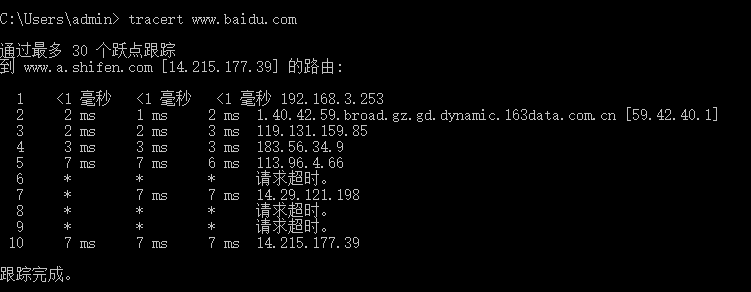 C:\Users\admin> tracert www.baidu.com
通过最多 30 个跃点跟踪
到 www.a.shifen.com [14.215.177.39] 的路由:
1 <1 毫秒 <1 毫秒 <1 毫秒 192.168.3.253
2 2 ms 1 ms 2 ms 1.40.42.59.broad.gz.gd.dynamic.163data.com.cn [59.42.40.1]
3 2 ms 2 ms 3 ms 119.131.159.85
4 3 ms 3 ms 3 ms 183.56.34.9
5 7 ms 7 ms 6 ms 113.96.4.66
6 * * * 请求超时。
7 * 7 ms 7 ms 14.29.121.198
8 * * * 请求超时。
9 * * * 请求超时。
10 7 ms 7 ms 7 ms 14.215.177.39
跟踪完成。